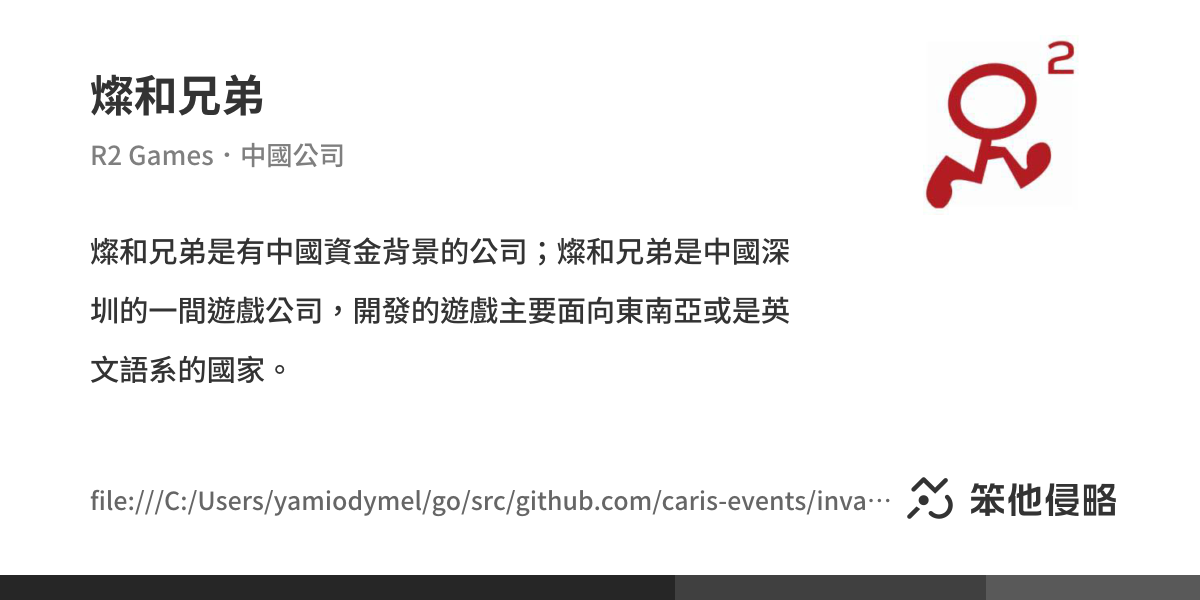 燦和兄弟
R2 Games・中國公司
2
燦和兄弟是有中國資金背景的公司；燦和兄弟是中國深
圳的一間遊戲公司，開發的遊戲主要面向東南亞或是英
文語系的國家。
file:///C:/Users/yamiodymel/go/src/github.com/caris-events/inva…
笨他侵略